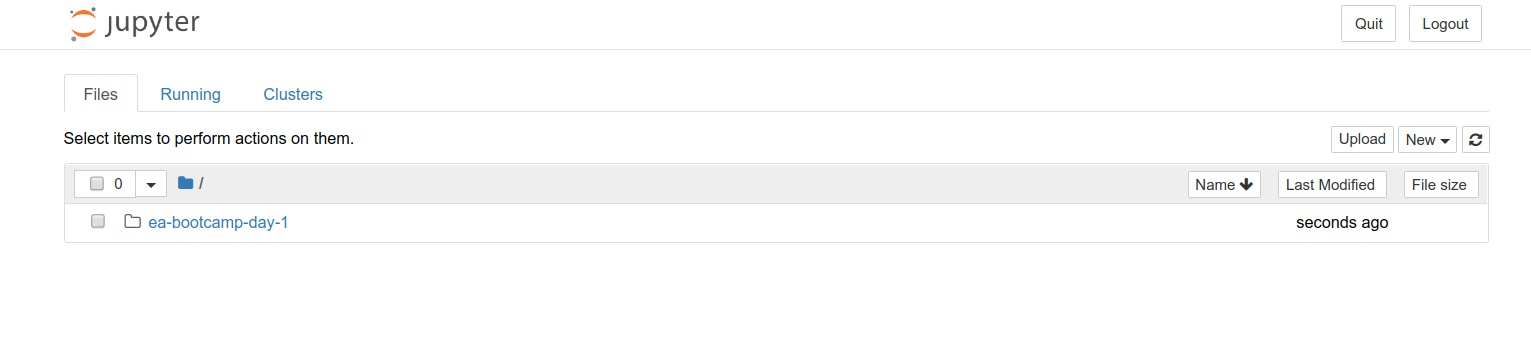 jupyter
Quit
Logout
Files
Running
Clusters
Select items to perform actions on them.
Upload
New
0
/
Name
Last Modified
File size
ea-bootcamp-day-1
seconds ago